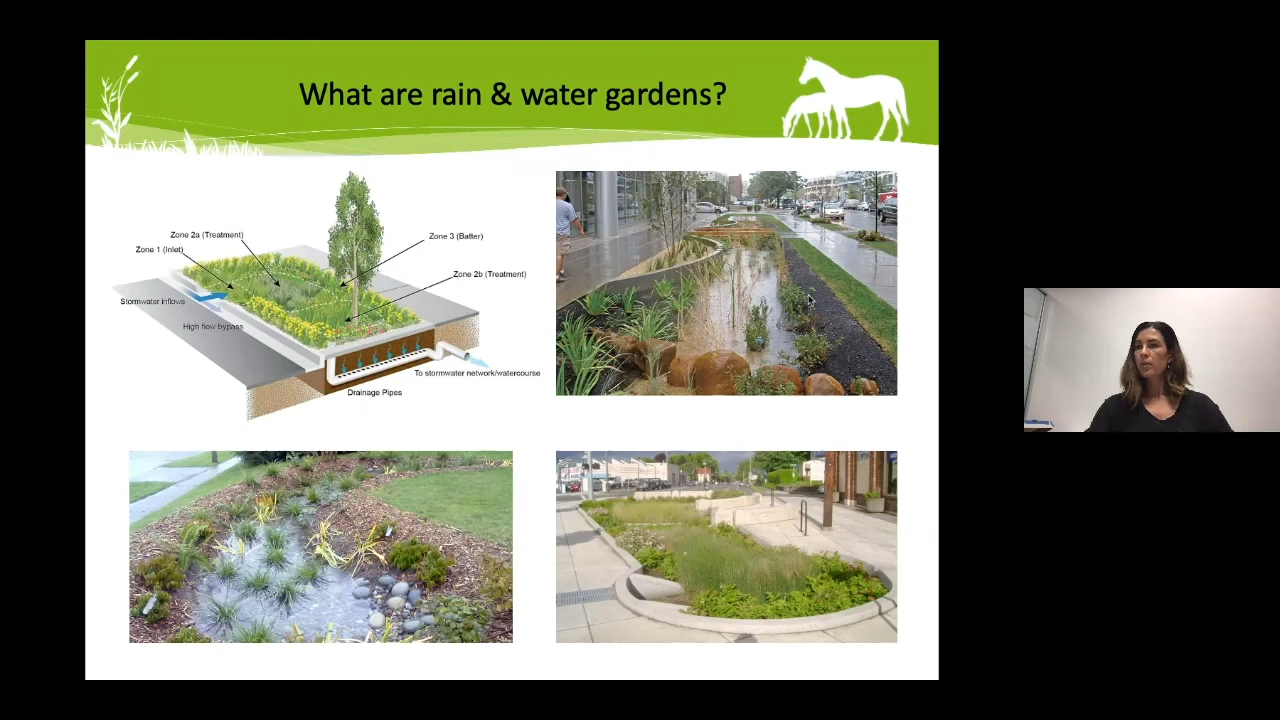 What are rain & water gardens?
Zone 2a (Treatment)
Zone 1 (Inlet)
Zone 3 (Batter)
Zone 2b (Treatment)
Stormwater inflows
High flow bypass
To stormwater network/watercourse
Drainage Pipes